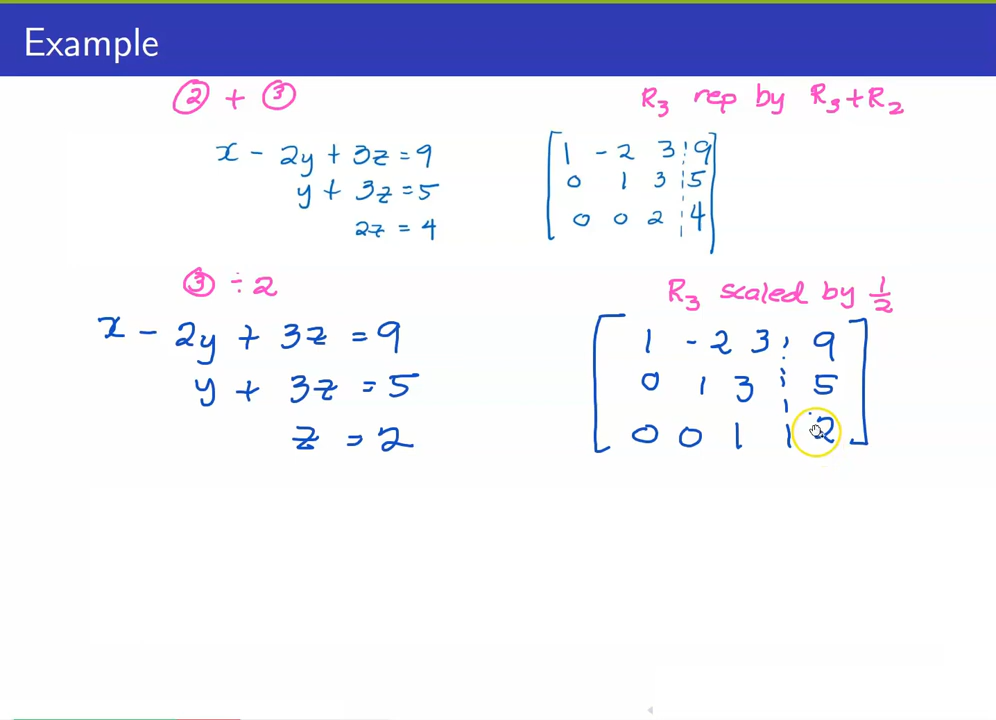 Example
② + ③
R₃ rep by R₃+R₂
x - 2y + 3z = 9
y + 3z = 5
2z = 4
1 -2 3 9
0 1 3 5
0 0 2 4
③ ÷ 2
R₃ scaled by 1/2
x - 2y + 3z = 9
y + 3z = 5
z = 2
1 -2 3 9
0 1 3 5
0 0 1 2